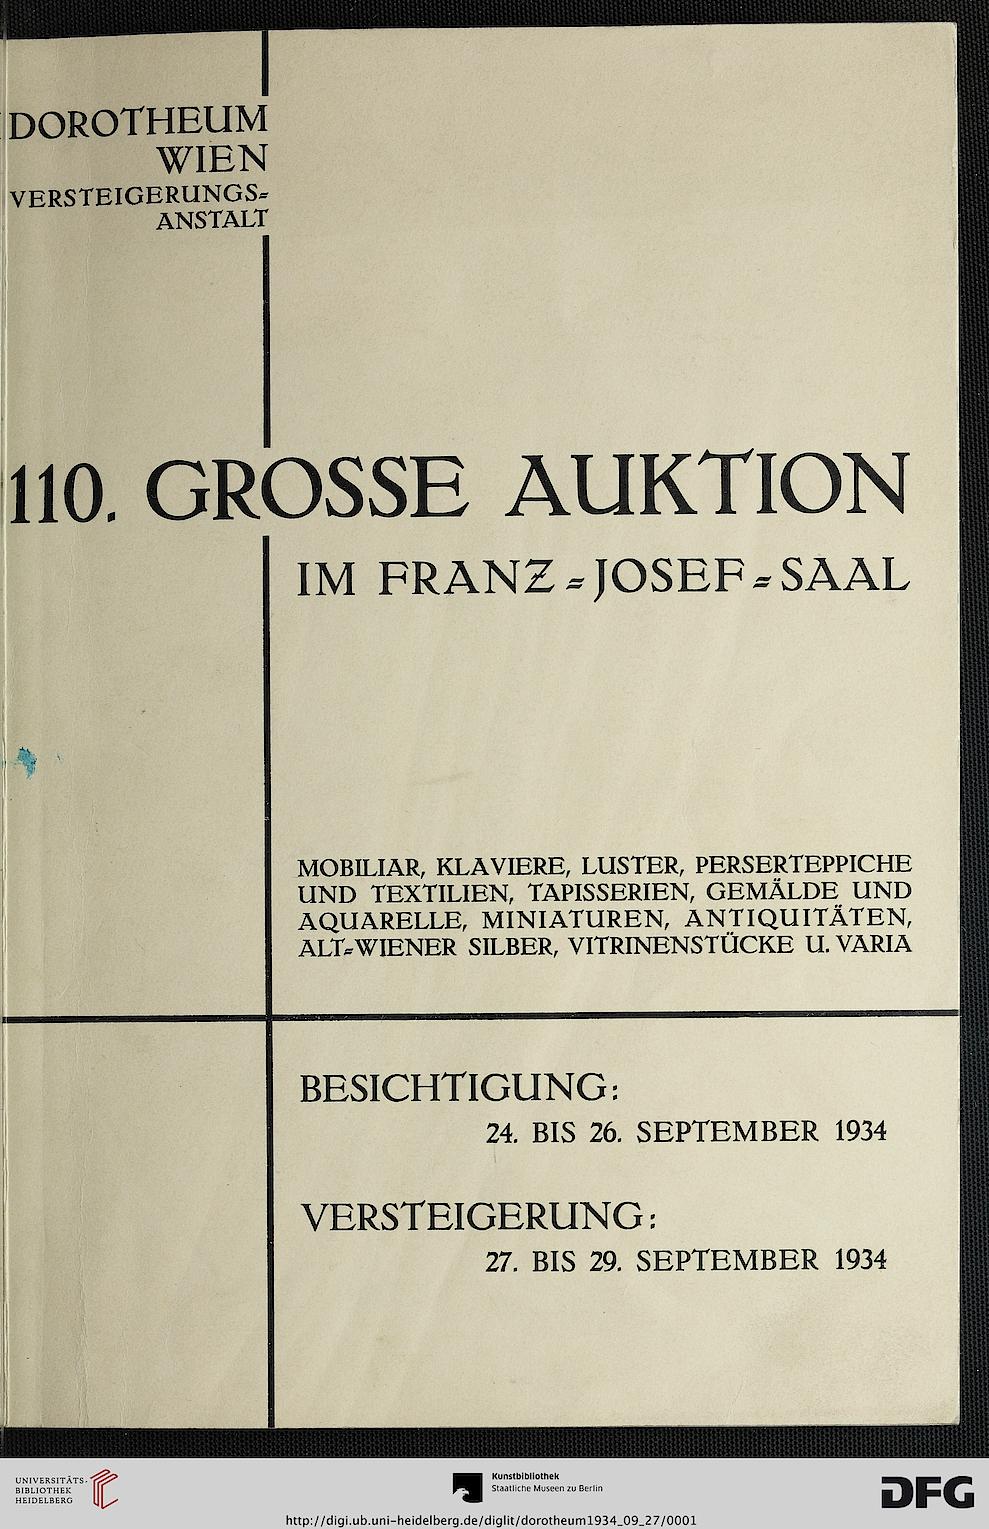 DOROTHEUM
WIEN
VERSTEIGERUNGS-
ANSTALT
110. GROSSE AUKTION
IM FRANZ-JOSEF-SAAL
MOBILIAR, KLAVIERE, LUSTER, PERSERTEPPICHE
UND TEXTILIEN, TAPISSERIEN, GEMÄLDE UND
AQUARELLE, MINIATUREN, ANTIQUITÄTEN,
ALT-WIENER SILBER, VITRINENSTÜCKE U. VARIA
BESICHTIGUNG:
24. BIS 26. SEPTEMBER 1934
VERSTEIGERUNG:
27. BIS 29. SEPTEMBER 1934
UNIVERSITÄTS-
BIBLIOTHEK
HEIDELBERG
Kunstbibliothek
Staatliche Museen zu Berlin
DFG
http://digi.ub.uni-heidelberg.de/diglit/dorotheum1934_09_27/0001